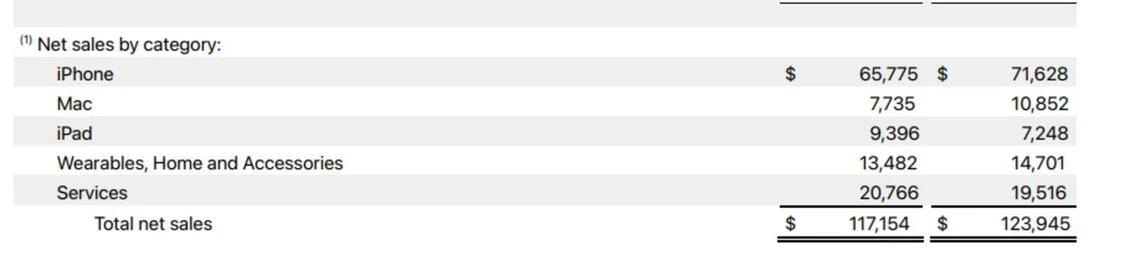 (1) Net sales by category:
iPhone $ 65,775 $ 71,628
Mac 7,735 10,852
iPad 9,396 7,248
Wearables, Home and Accessories 13,482 14,701
Services 20,766 19,516
Total net sales $ 117,154 $ 123,945